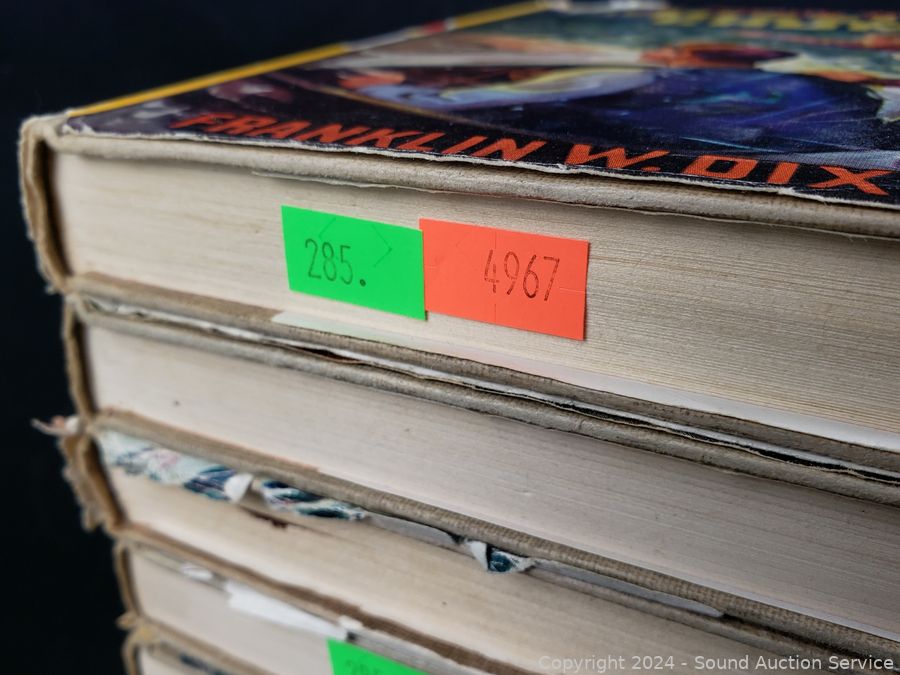 FRANKLIN W. DIX
285.
4967
Copyright © 2024 - Sound Auction Service